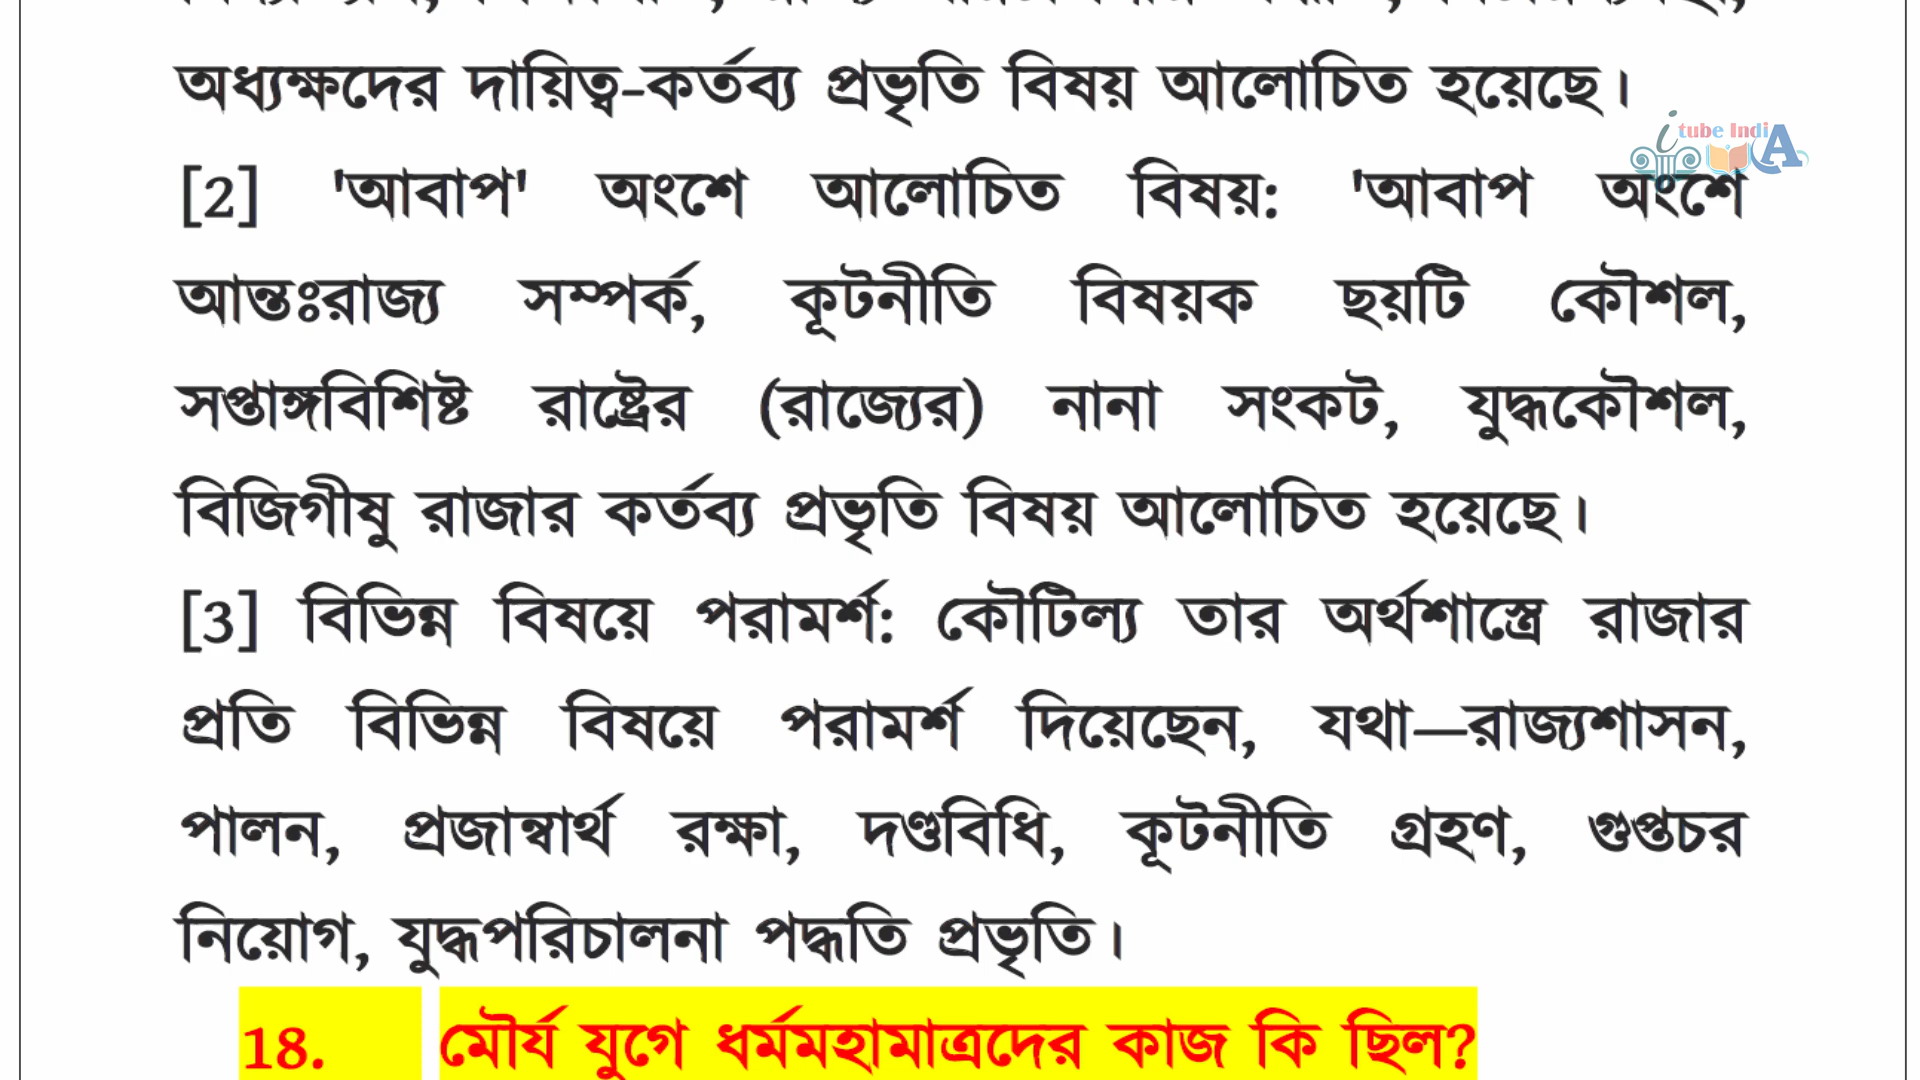 অধ্যক্ষদের দায়িত্ব-কর্তব্য প্রভৃতি বিষয় আলোচিত হয়েছে।
itube IndiA
[2] 'আবাপ' অংশে আলোচিত বিষয়: 'আবাপ অংশে
আন্তঃরাজ্য সম্পর্ক, কূটনীতি বিষয়ক ছয়টি কৌশল,
সপ্তাঙ্গবিশিষ্ট রাষ্ট্রের (রাজ্যের) নানা সংকট, যুদ্ধকৌশল,
বিজিগীষু রাজার কর্তব্য প্রভৃতি বিষয় আলোচিত হয়েছে।
[3] বিভিন্ন বিষয়ে পরামর্শ: কৌটিল্য তার অর্থশাস্ত্রে রাজার
প্রতি বিভিন্ন বিষয়ে পরামর্শ দিয়েছেন, যথা—রাজ্যশাসন,
পালন, প্রজান্বার্থ রক্ষা, দণ্ডবিধি, কূটনীতি গ্রহণ, গুপ্তচর
নিয়োগ, যুদ্ধপরিচালনা পদ্ধতি প্রভৃতি।
18. মৌর্য যুগে ধর্মমহামাত্রদের কাজ কি ছিল?